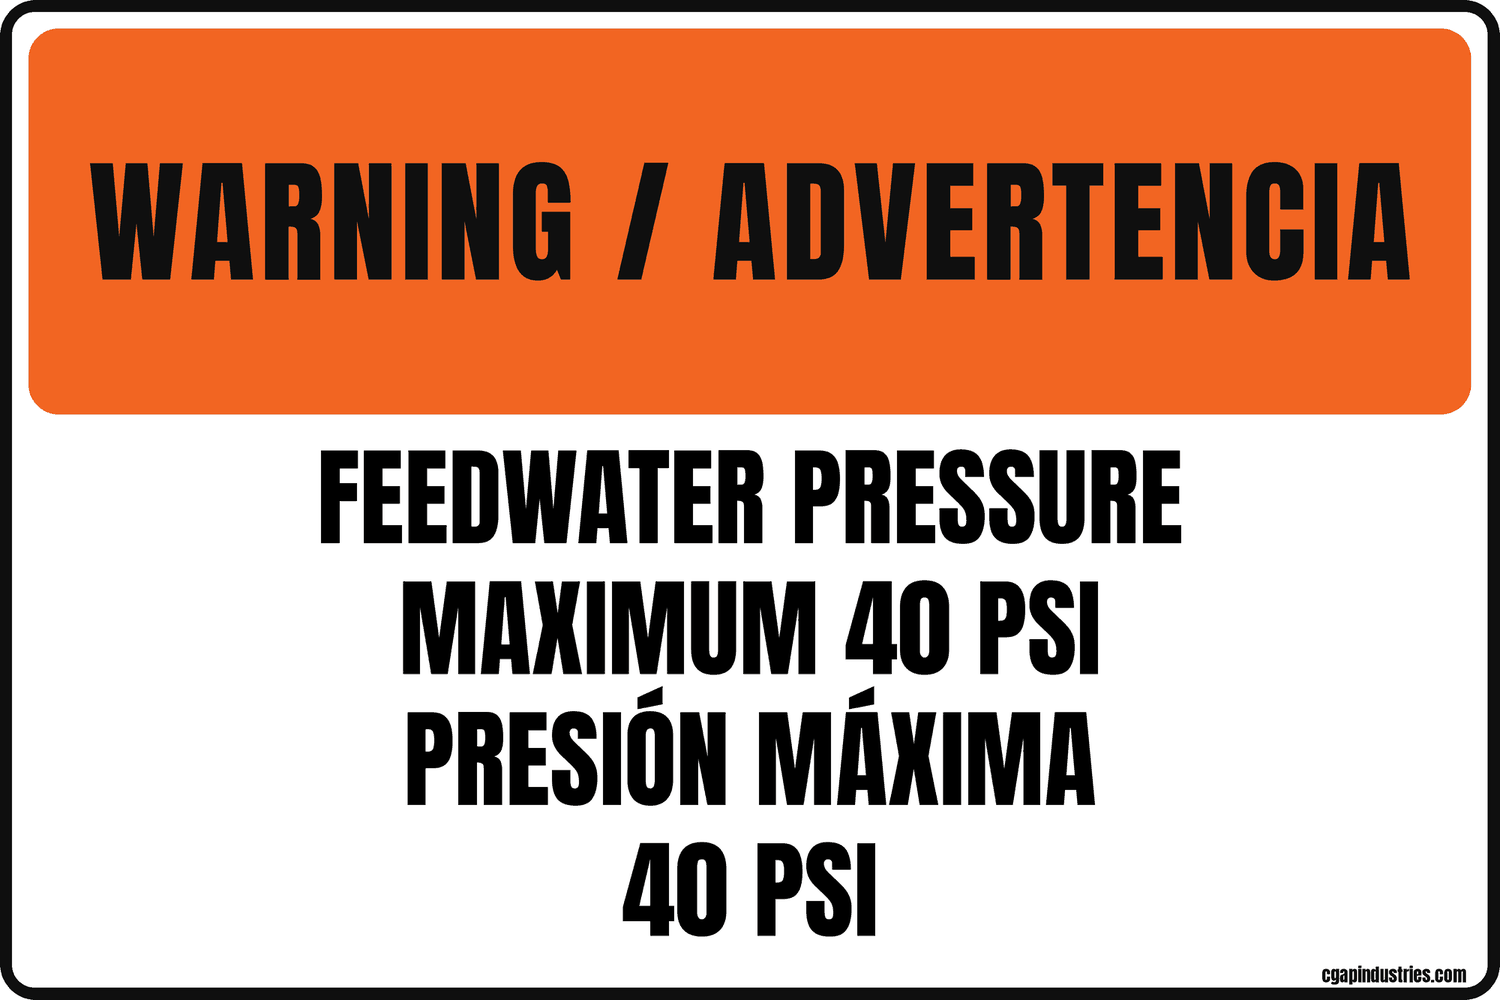 WARNING / ADVERTENCIA
FEEDWATER PRESSURE
MAXIMUM 40 PSI
PRESIÓN MÁXIMA
40 PSI
cgapindustries.com